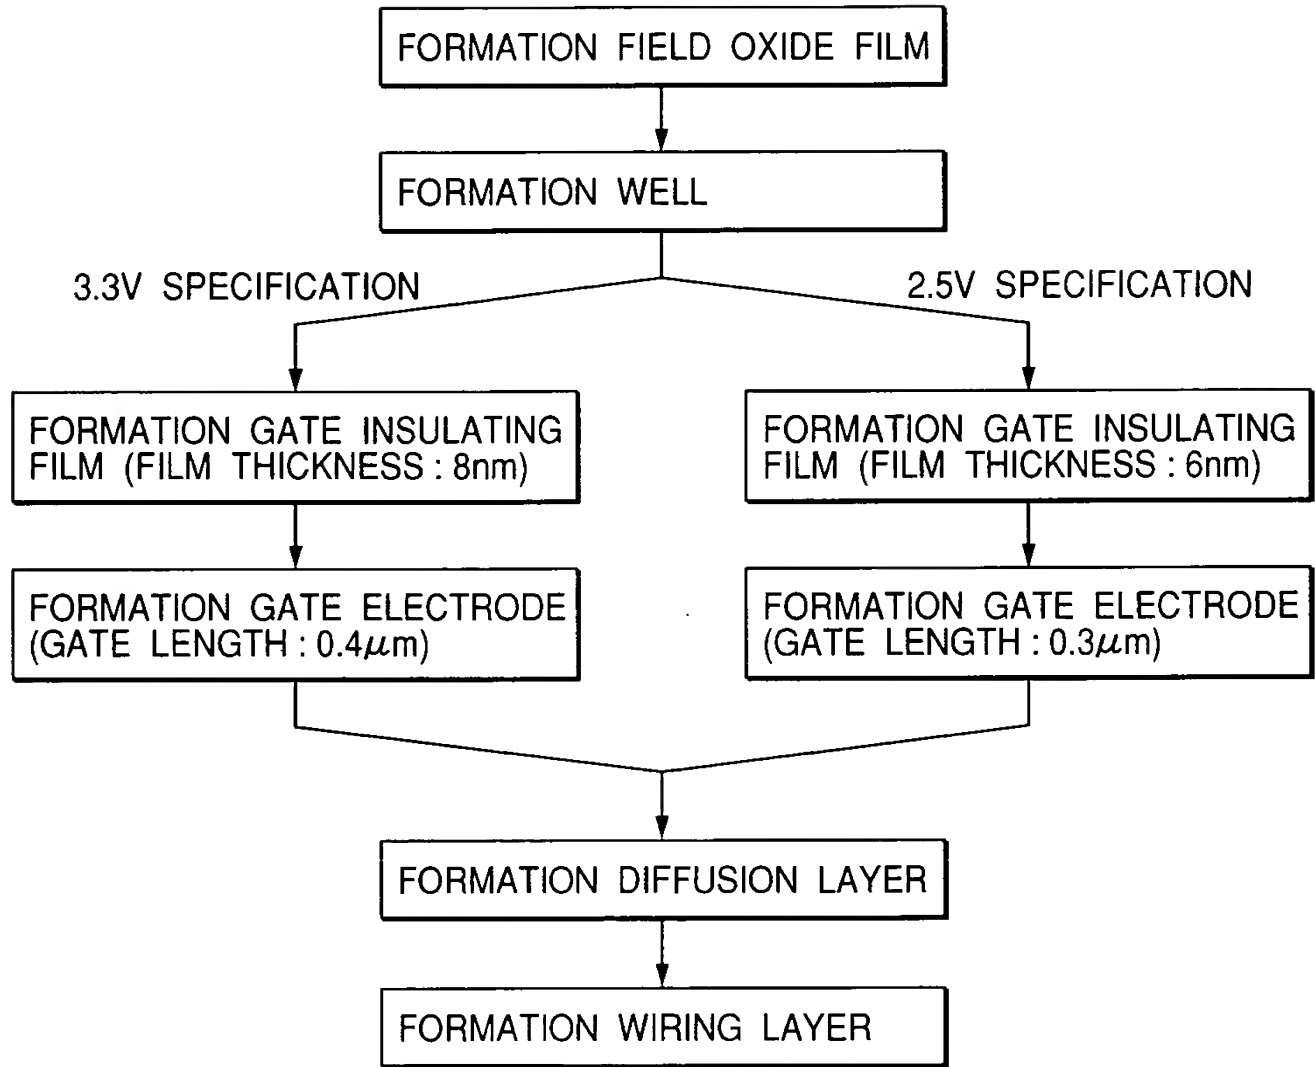 FORMATION FIELD OXIDE FILM
FORMATION WELL
3.3V SPECIFICATION
2.5V SPECIFICATION
FORMATION GATE INSULATING
FILM (FILM THICKNESS : 8nm)
FORMATION GATE INSULATING
FILM (FILM THICKNESS : 6nm)
FORMATION GATE ELECTRODE
(GATE LENGTH : 0.4μm)
FORMATION GATE ELECTRODE
(GATE LENGTH : 0.3μm)
FORMATION DIFFUSION LAYER
FORMATION WIRING LAYER